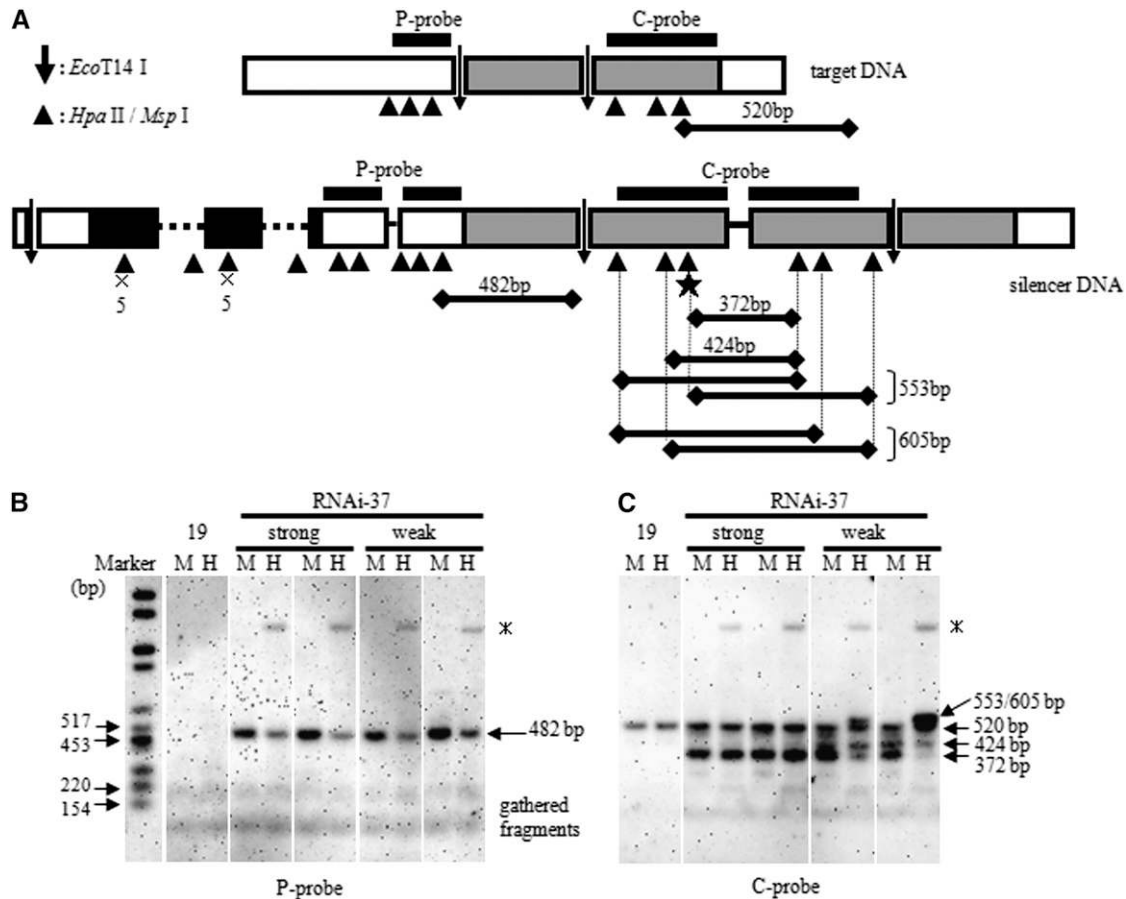 A
P-probe
C-probe
: EcoT14 I
target DNA
: Hpa II / Msp I
520bp
P-probe
C-probe
×
5
×
5
silencer DNA
482bp
372bp
424bp
553bp
605bp
B
RNAi-37
19
strong
weak
Marker
M H
M H
M H
M H
M H
(bp)
*
517
453
482 bp
220
154
gathered
fragments
P-probe
C
RNAi-37
19
strong
weak
M H
M H
M H
M H
M H
*
553/605 bp
520 bp
424 bp
372 bp
C-probe